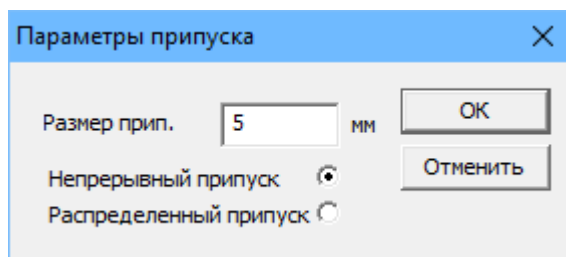 Параметры припуска
Размер прип. 5 мм
OK
Непрерывный припуск
Отменить
Распределенный припуск